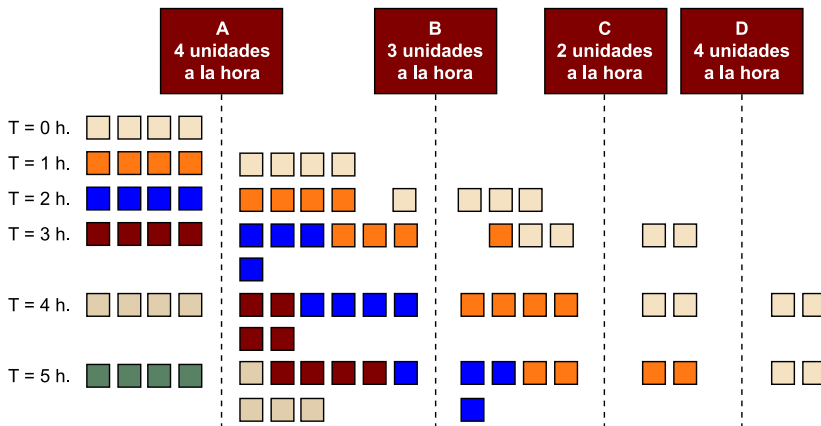 A
4 unidades
a la hora
B
3 unidades
a la hora
C
2 unidades
a la hora
D
4 unidades
a la hora
T = 0 h.
T = 1 h.
T = 2 h.
T = 3 h.
T = 4 h.
T = 5 h.